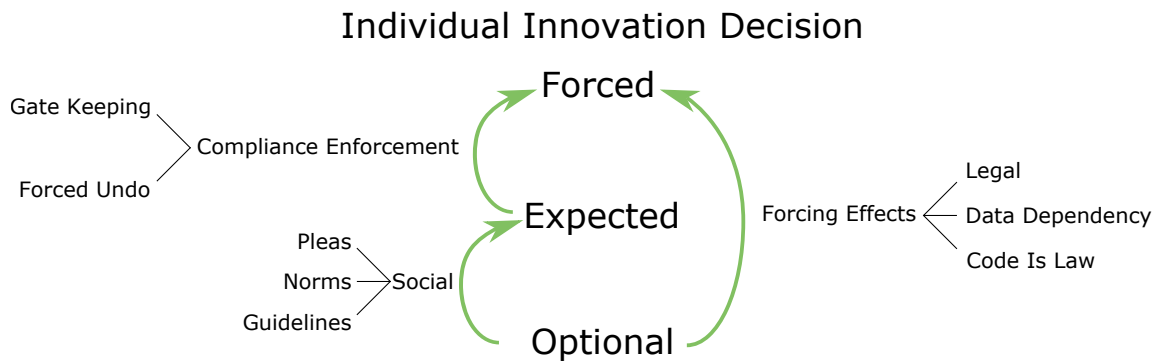 Individual Innovation Decision
Forced
Gate Keeping
Compliance Enforcement
Forced Undo
Expected
Forcing Effects
Legal
Data Dependency
Code Is Law
Pleas
Norms
Social
Guidelines
Optional